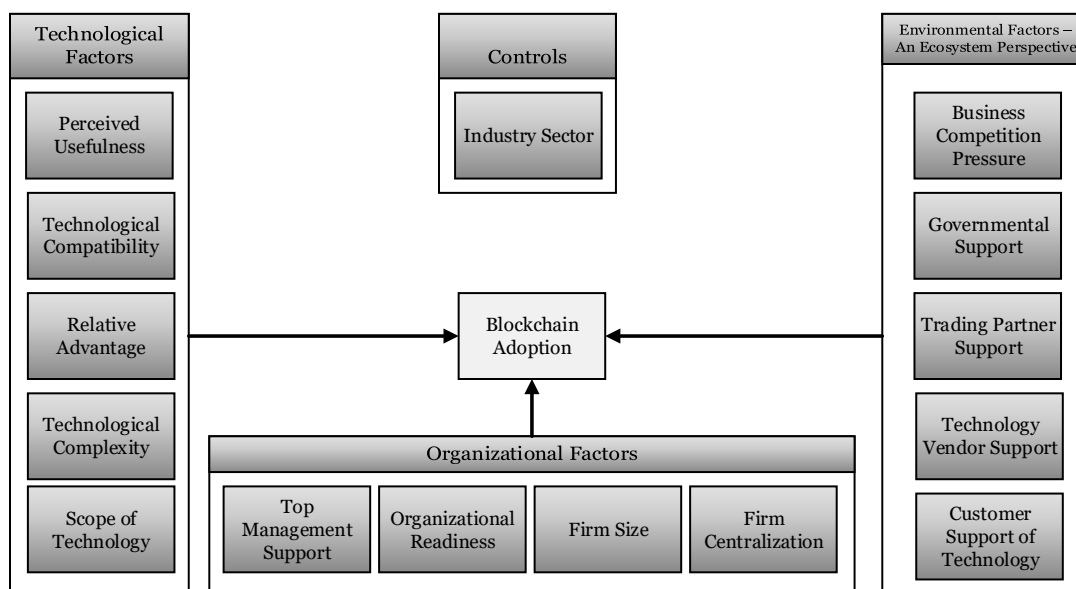 Technological
Factors
Perceived
Usefulness
Technological
Compatibility
Relative
Advantage
Technological
Complexity
Scope of
Technology
Controls
Industry Sector
Blockchain
Adoption
Organizational Factors
Top
Management
Support
Organizational
Readiness
Firm Size
Firm
Centralization
Environmental Factors –
An Ecosystem Perspective
Business
Competition
Pressure
Governmental
Support
Trading Partner
Support
Technology
Vendor Support
Customer
Support of
Technology